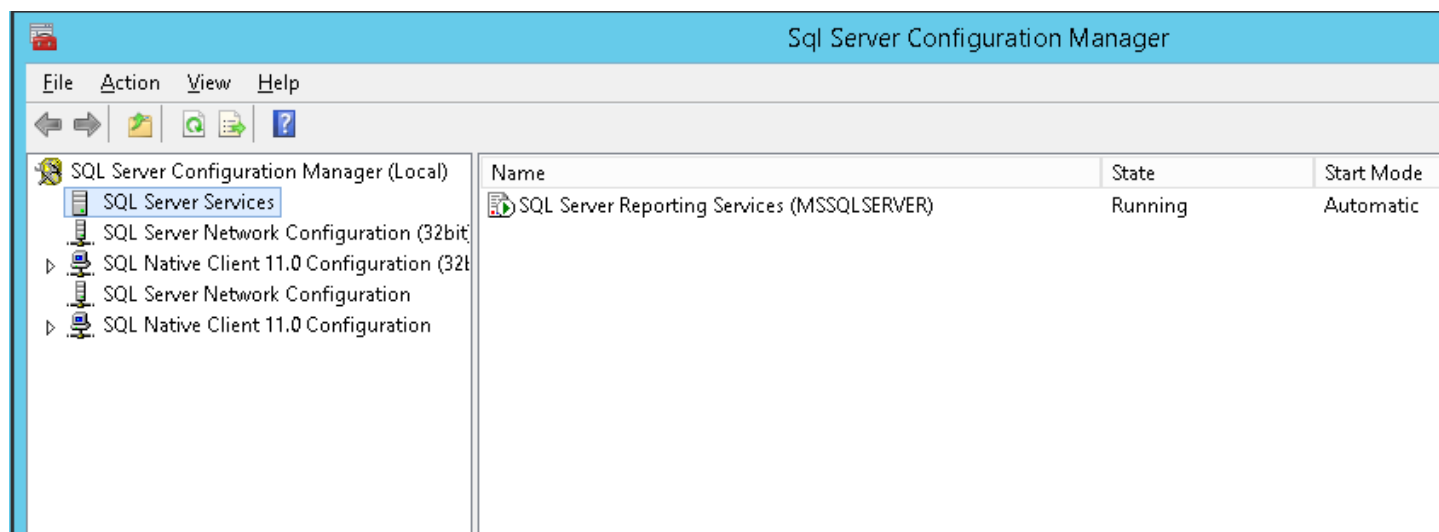 Sql Server Configuration Manager
File Action View Help
SQL Server Configuration Manager (Local)
SQL Server Services
SQL Server Network Configuration (32bit)
SQL Native Client 11.0 Configuration (32b
SQL Server Network Configuration
SQL Native Client 11.0 Configuration
Name State Start Mode
SQL Server Reporting Services (MSSQLSERVER) Running Automatic